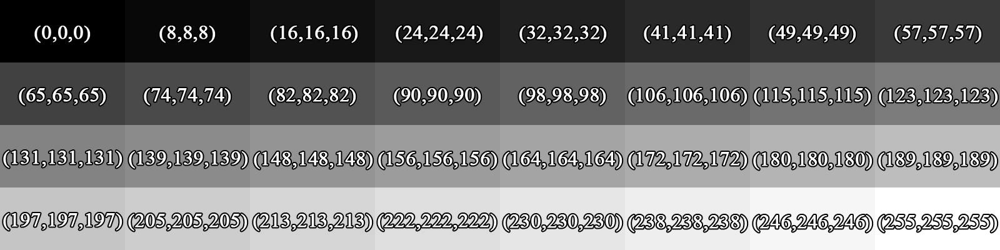 (0,0,0) (8,8,8) (16,16,16) (24,24,24) (32,32,32) (41,41,41) (49,49,49) (57,57,57)
(65,65,65) (74,74,74) (82,82,82) (90,90,90) (98,98,98) (106,106,106) (115,115,115) (123,123,123)
(131,131,131) (139,139,139) (148,148,148) (156,156,156) (164,164,164) (172,172,172) (180,180,180) (189,189,189)
(197,197,197) (205,205,205) (213,213,213) (222,222,222) (230,230,230) (238,238,238) (246,246,246) (255,255,255)